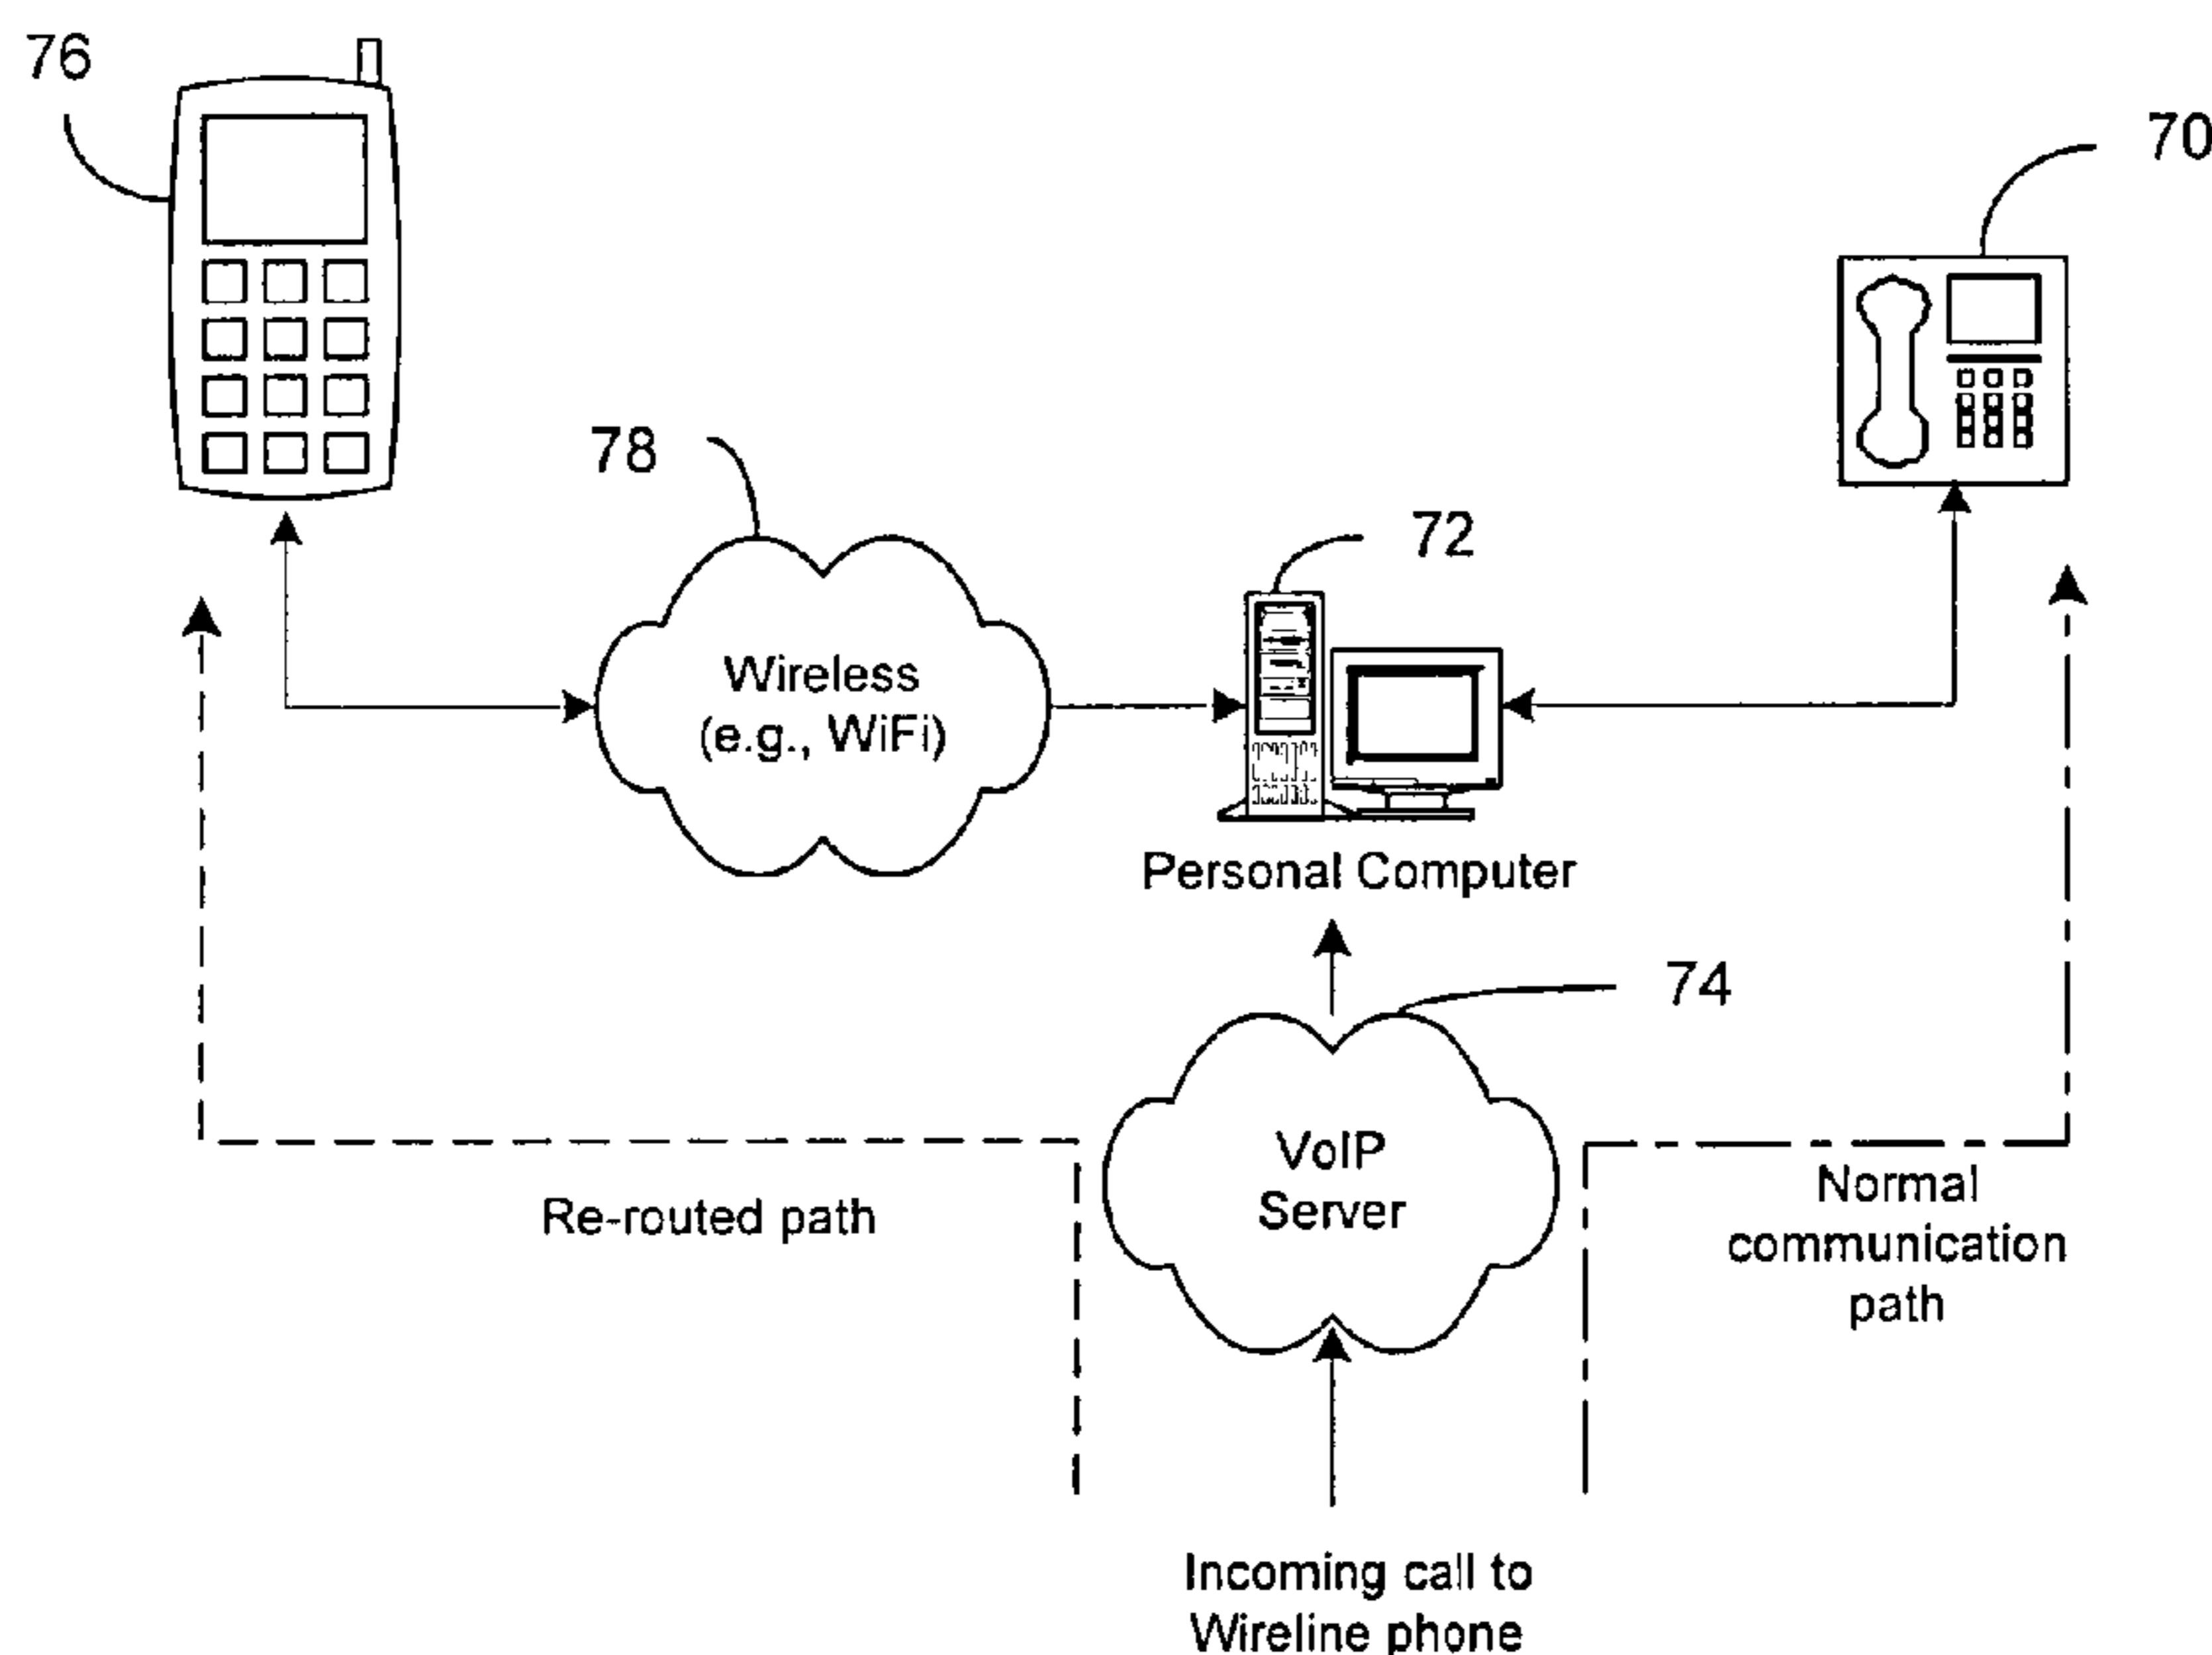 76
70
78
72
Wireless
(e.g., WiFi)
Personal Computer
74
VoIP
Server
Re-routed path
Normal
communication
path
Incoming call to
Wireline phone